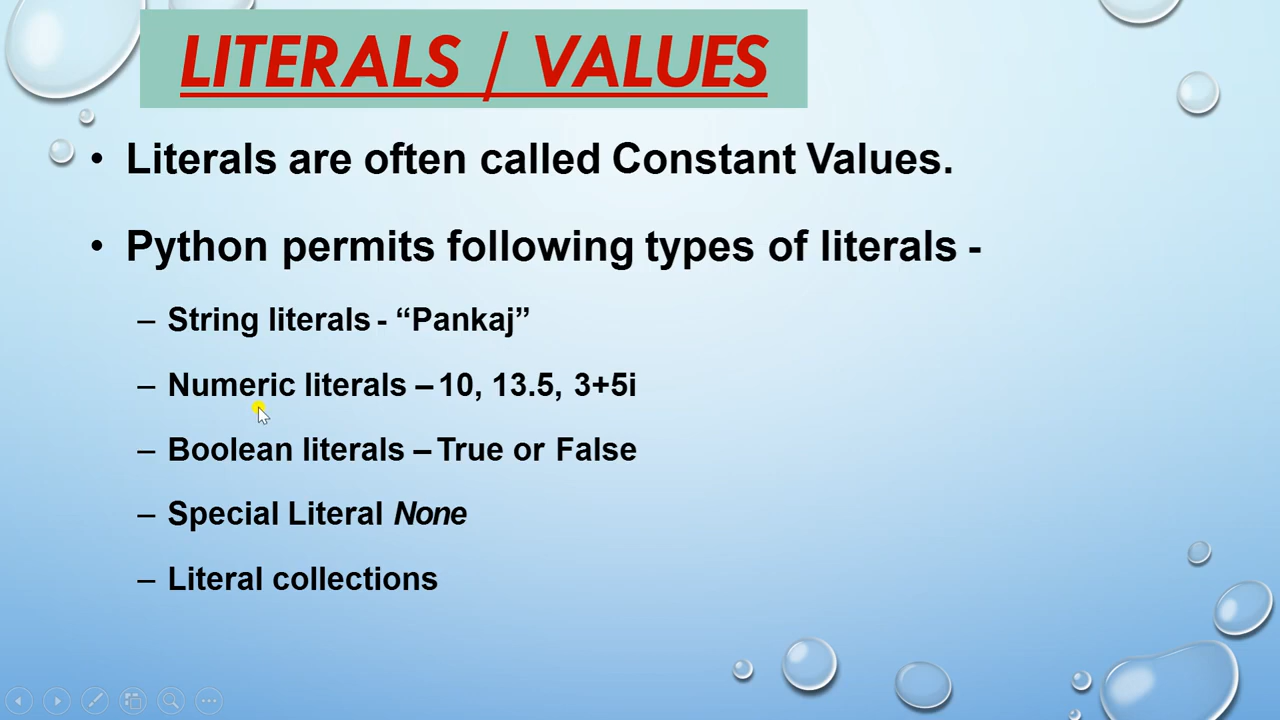 LITERALS / VALUES
• Literals are often called Constant Values.
• Python permits following types of literals -
– String literals - “Pankaj”
– Numeric literals – 10, 13.5, 3+5i
– Boolean literals – True or False
– Special Literal None
– Literal collections